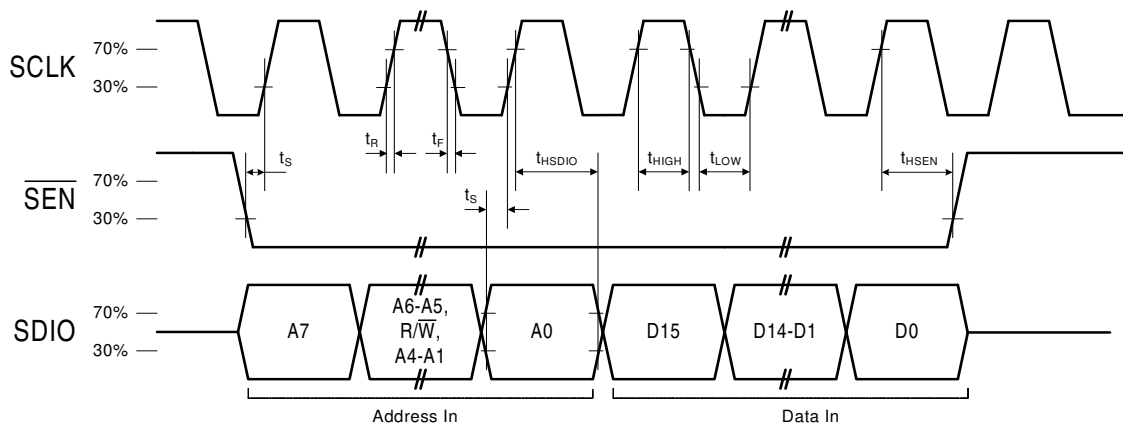 SCLK
70%
30%
tR
tF
tS
tHSDIO
tHIGH
tLOW
tHSEN
SEN
70%
30%
tS
SDIO
70%
30%
A7
A6-A5,
R/W,
A4-A1
A0
D15
D14-D1
D0
Address In
Data In